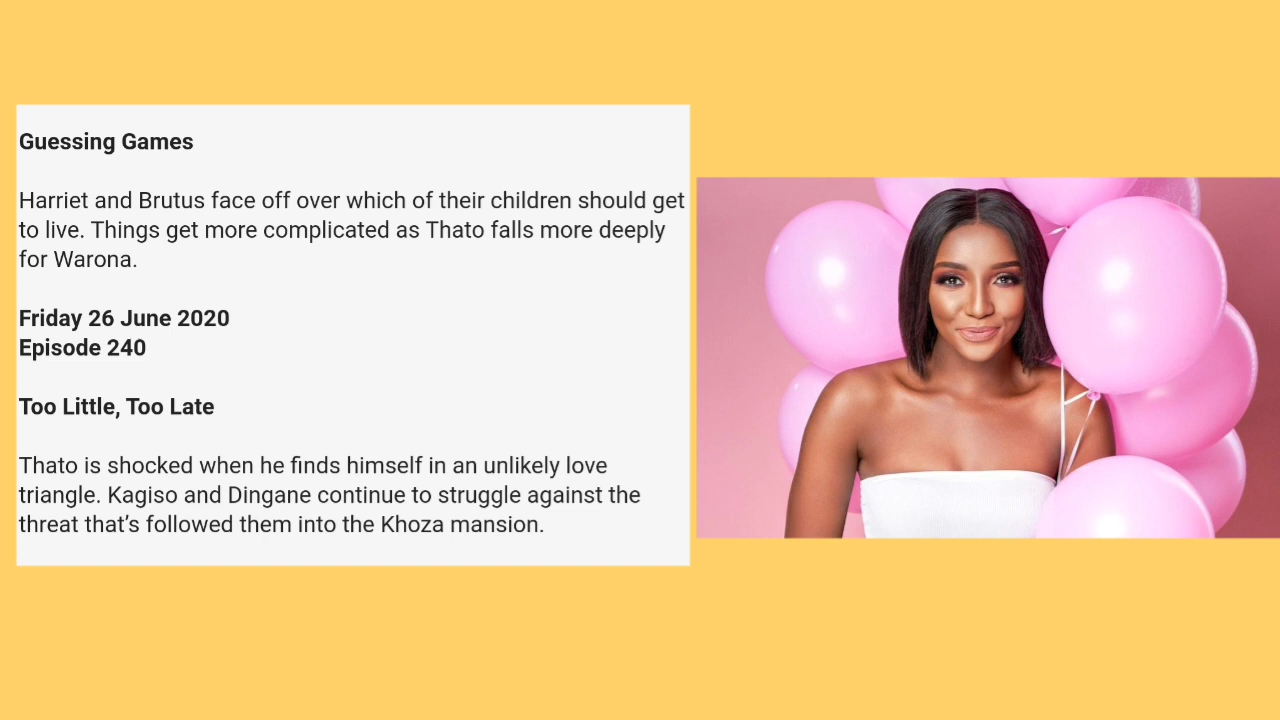 Guessing Games
Harriet and Brutus face off over which of their children should get
to live. Things get more complicated as Thato falls more deeply
for Warona.
Friday 26 June 2020
Episode 240
Too Little, Too Late
Thato is shocked when he finds himself in an unlikely love
triangle. Kagiso and Dingane continue to struggle against the
threat that’s followed them into the Khoza mansion.